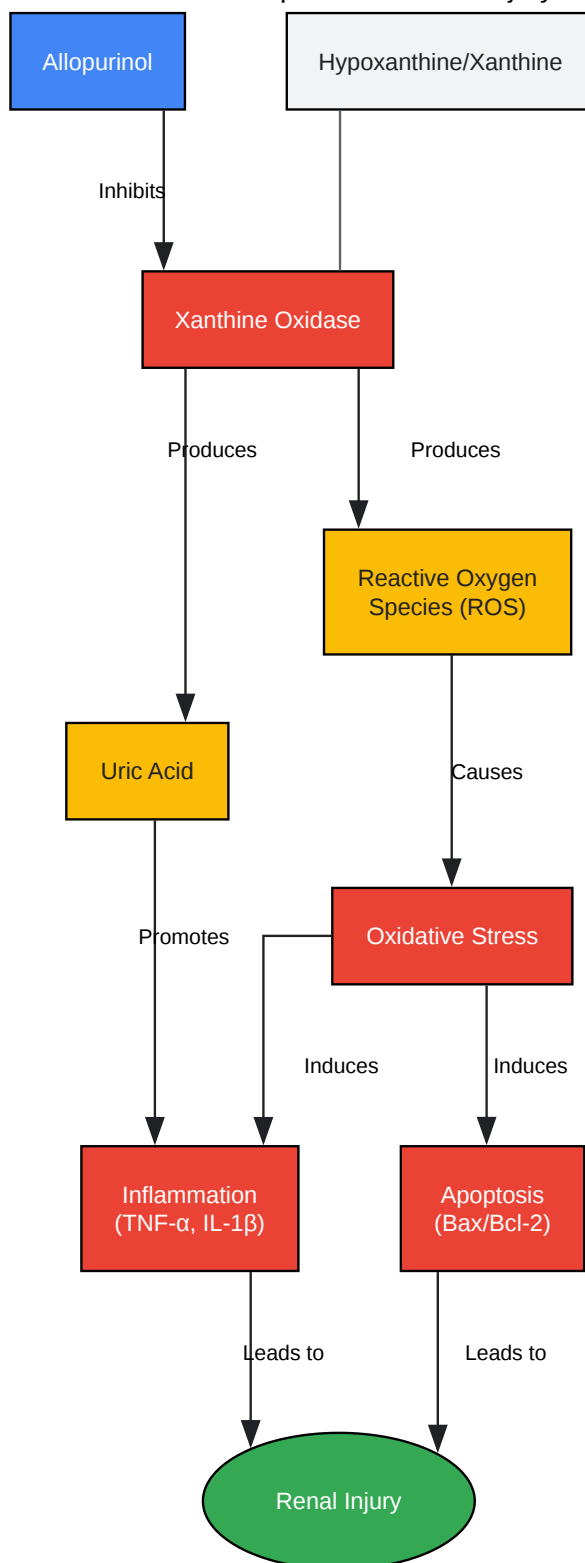 Allopurinol
Hypoxanthine/Xanthine
Inhibits
Xanthine Oxidase
Produces
Produces
Reactive Oxygen
Species (ROS)
Uric Acid
Causes
Promotes
Oxidative Stress
Induces
Induces
Inflammation
(TNF-α, IL-1β)
Apoptosis
(Bax/Bcl-2)
Leads to
Leads to
Renal Injury